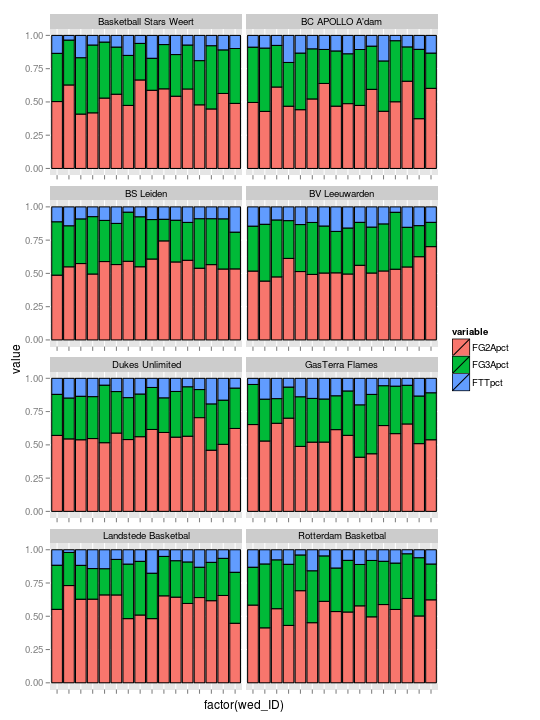 Basketball Stars Weert
BC APOLLO A'dam
1.00
0.75
0.50
0.25
0.00
BS Leiden
BV Leeuwarden
1.00
0.75
0.50
0.25
0.00
value
variable
FG2Apct
FG3Apct
FTTpct
Dukes Unlimited
GasTerra Flames
1.00
0.75
0.50
0.25
0.00
Landstede Basketbal
Rotterdam Basketbal
1.00
0.75
0.50
0.25
0.00
factor(wed_ID)